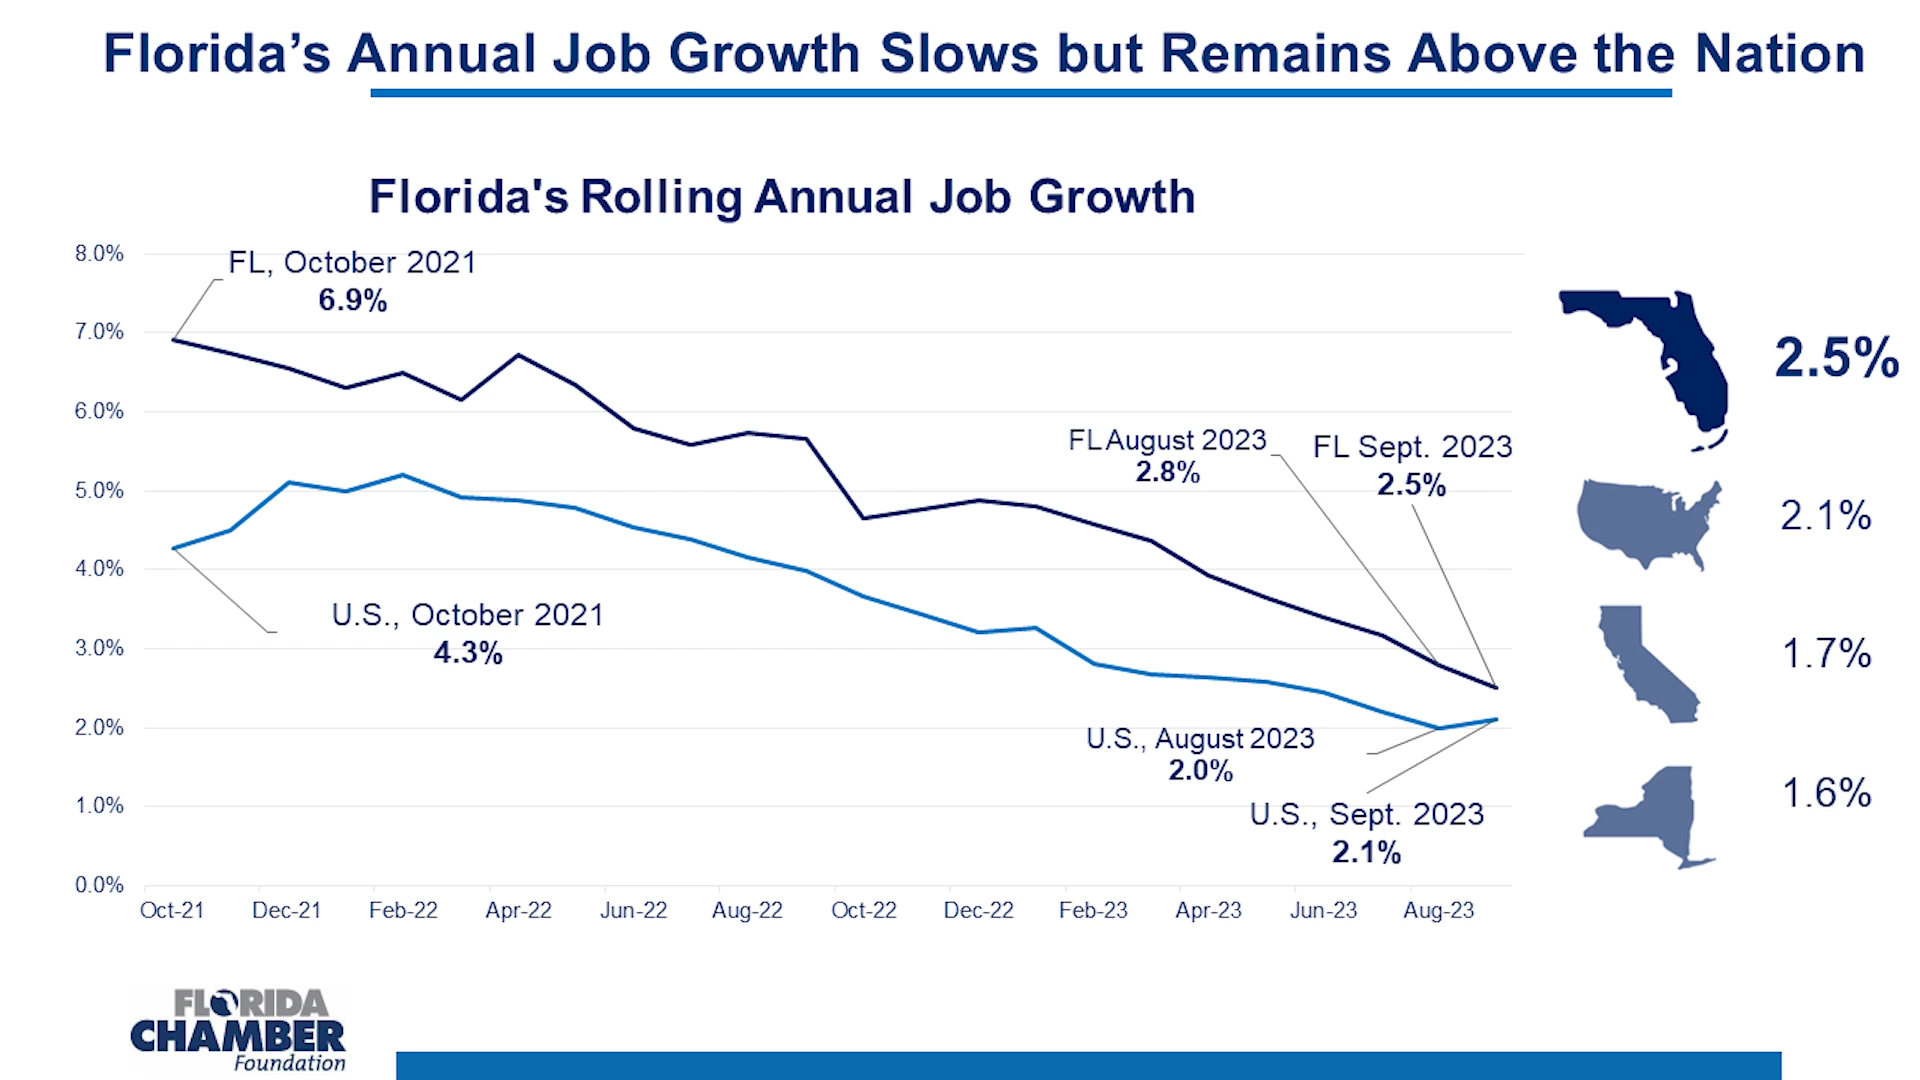 Florida’s Annual Job Growth Slows but Remains Above the Nation
Florida's Rolling Annual Job Growth
8.0%
7.0%
6.0%
5.0%
4.0%
3.0%
2.0%
1.0%
0.0%
FL, October 2021
6.9%
U.S., October 2021
4.3%
FL August 2023
2.8%
FL Sept. 2023
2.5%
U.S., August 2023
2.0%
U.S., Sept. 2023
2.1%
Oct-21 Dec-21 Feb-22 Apr-22 Jun-22 Aug-22 Oct-22 Dec-22 Feb-23 Apr-23 Jun-23 Aug-23
2.5%
2.1%
1.7%
1.6%
FLORIDA
CHAMBER
Foundation